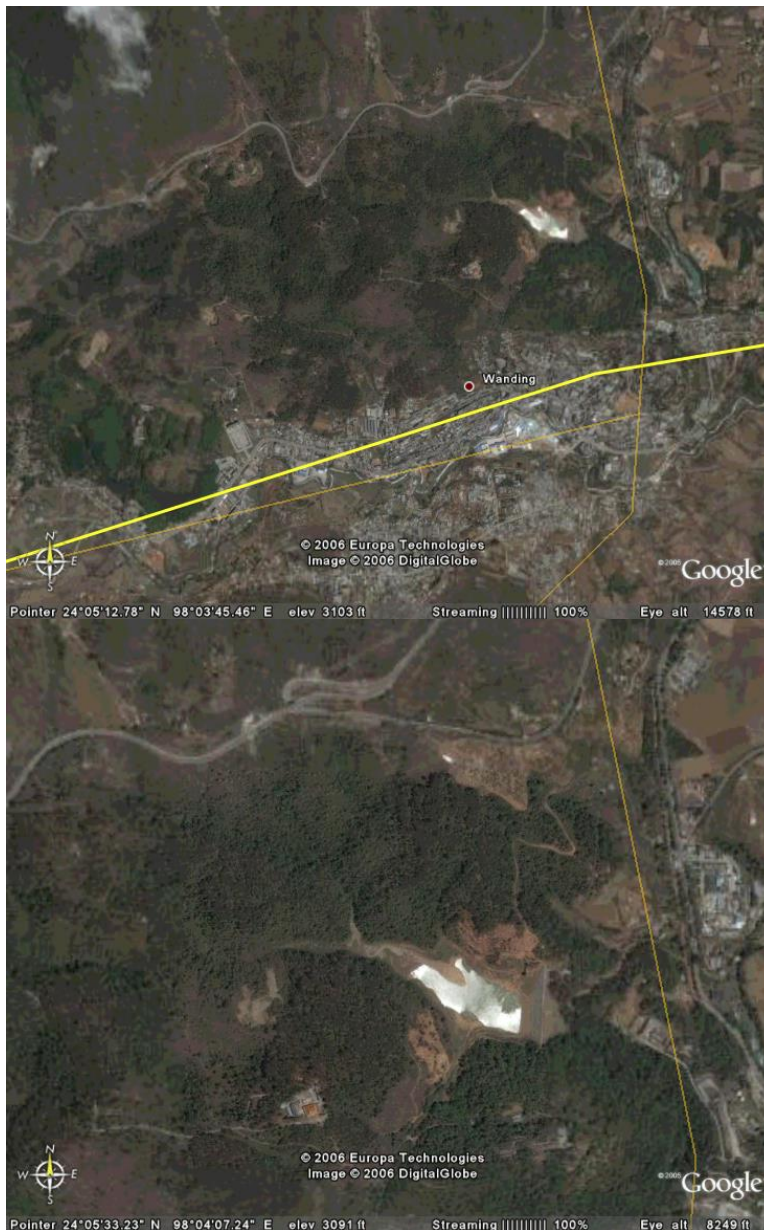 Wanding
N
W E
S
© 2006 Europa Technologies
Image © 2006 DigitalGlobe
© 2005 Google
Pointer 24°05'12.78" N 98°03'45.46" E elev 3103 ft Streaming |||||||||| 100% Eye alt 14578 ft
N
W E
S
© 2006 Europa Technologies
Image © 2006 DigitalGlobe
© 2005 Google
Pointer 24°05'33.23" N 98°04'07.24" E elev 3091 ft Streaming |||||||||| 100% Eye alt 8249 ft